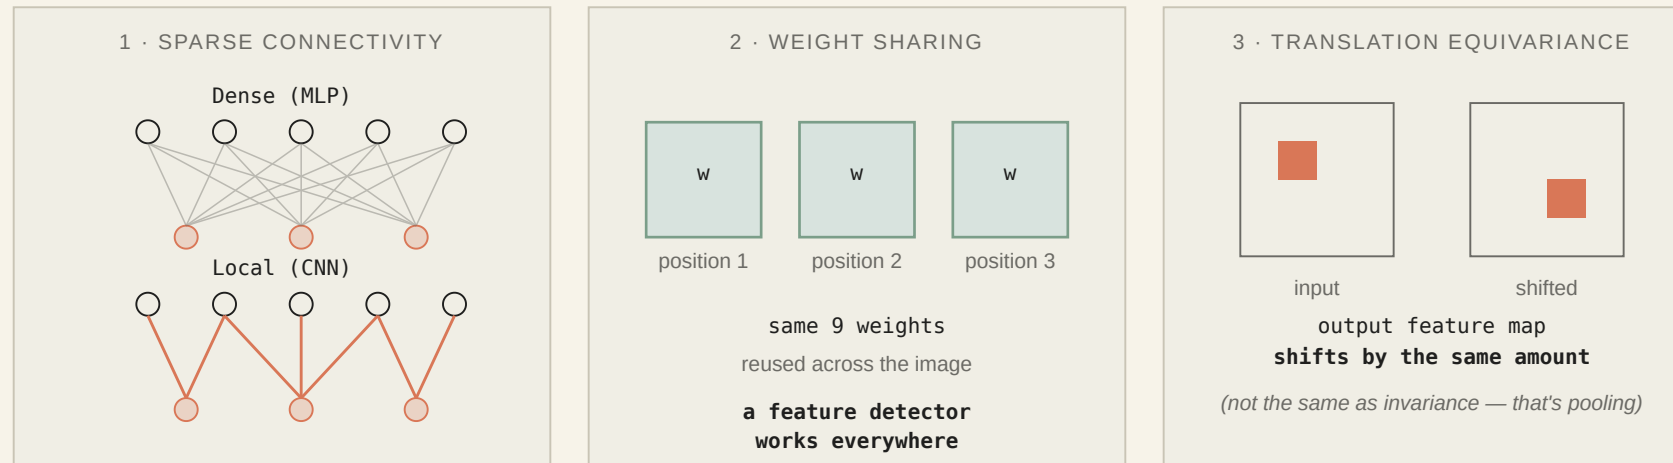 1 · SPARSE CONNECTIVITY
Dense (MLP)
Local (CNN)
2 · WEIGHT SHARING
w
w
w
position 1
position 2
position 3
same 9 weights
reused across the image
a feature detector
works everywhere
3 · TRANSLATION EQUIVARIANCE
input
shifted
output feature map
shifts by the same amount
(not the same as invariance — that's pooling)